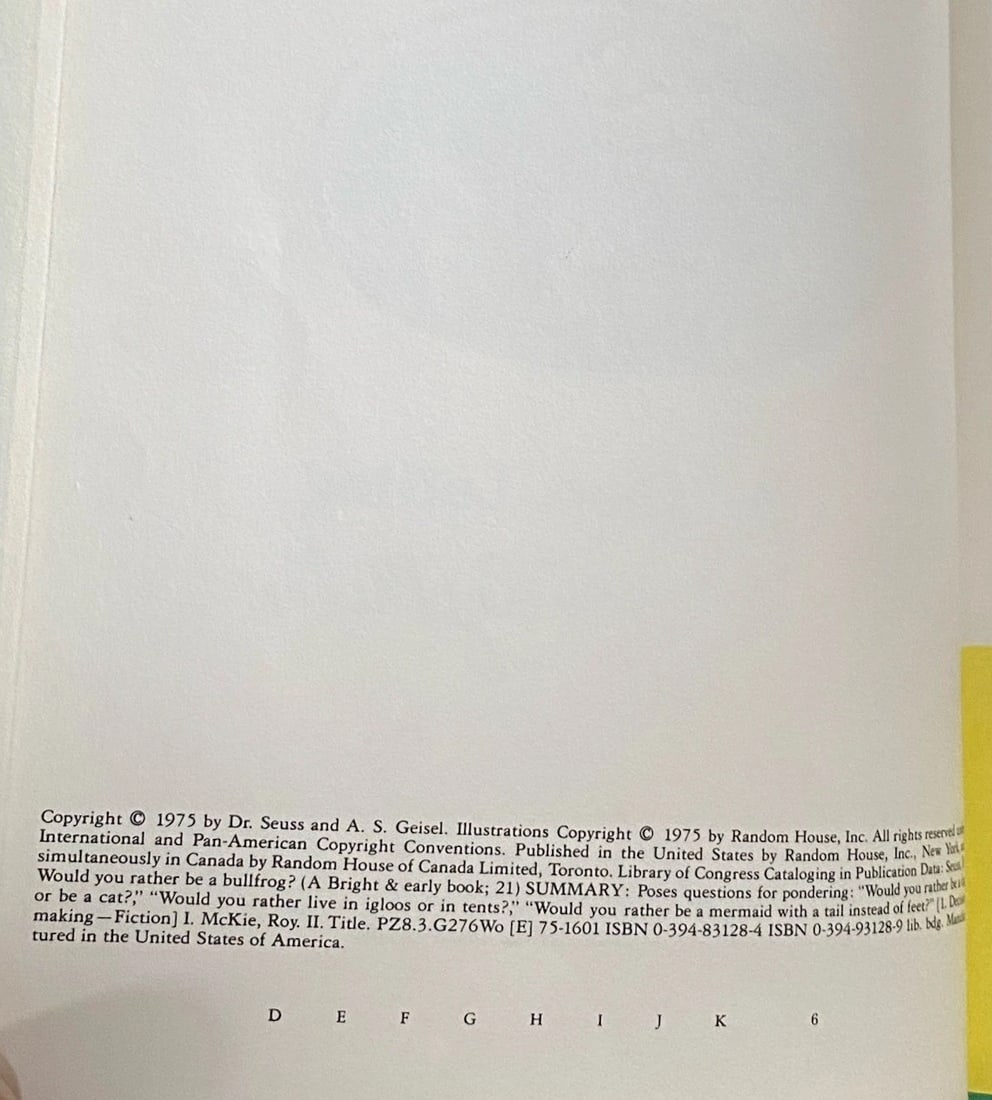 Copyright © 1975 by Dr. Seuss and A. S. Geisel. Illustrations Copyright © 1975 by Random House, Inc. All rights reserved
International and Pan-American Copyright Conventions. Published in the United States by Random House, Inc., New
simultaneously in Canada by Random House of Canada Limited, Toronto. Library of Congress Cataloging in Publication Data:
Would you rather be a bullfrog? (A Bright & early book; 21) SUMMARY: Poses questions for pondering: "Would you rather
or be a cat?," "Would you rather live in igloos or in tents?," "Would you rather be a mermaid with a tail instead of feet?" [1.
making—Fiction] I. McKie, Roy. II. Title. PZ8.3.G276Wo [E] 75-1601 ISBN 0-394-83128-4 ISBN 0-394-93128-9 lib. bdg.
tured in the United States of America.
D E F G H I J K 6